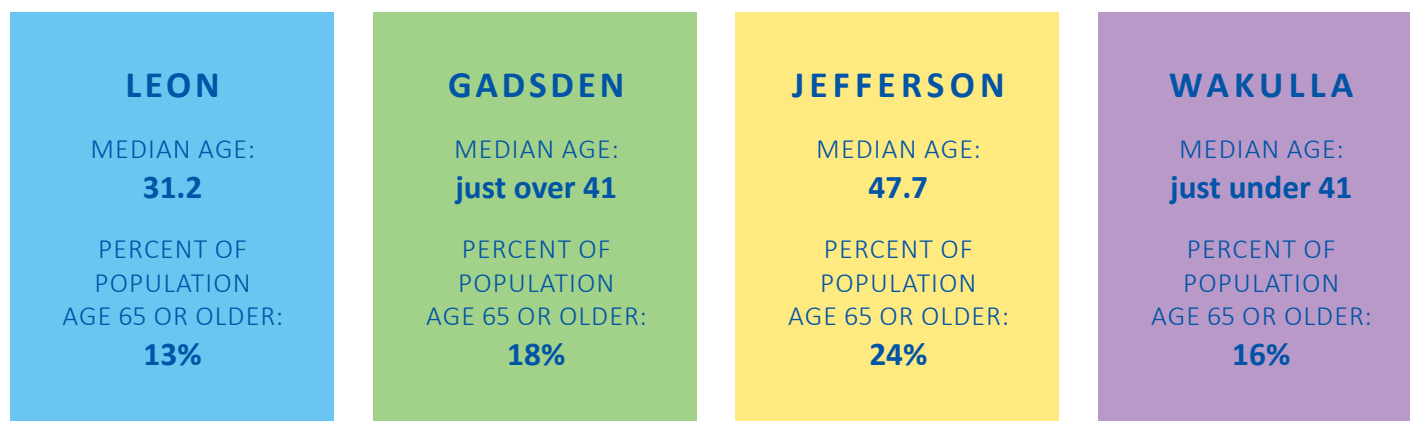 LEON
MEDIAN AGE:
31.2
PERCENT OF
POPULATION
AGE 65 OR OLDER:
13%
GADSDEN
MEDIAN AGE:
just over 41
PERCENT OF
POPULATION
AGE 65 OR OLDER:
18%
JEFFERSON
MEDIAN AGE:
47.7
PERCENT OF
POPULATION
AGE 65 OR OLDER:
24%
WAKULLA
MEDIAN AGE:
just under 41
PERCENT OF
POPULATION
AGE 65 OR OLDER:
16%